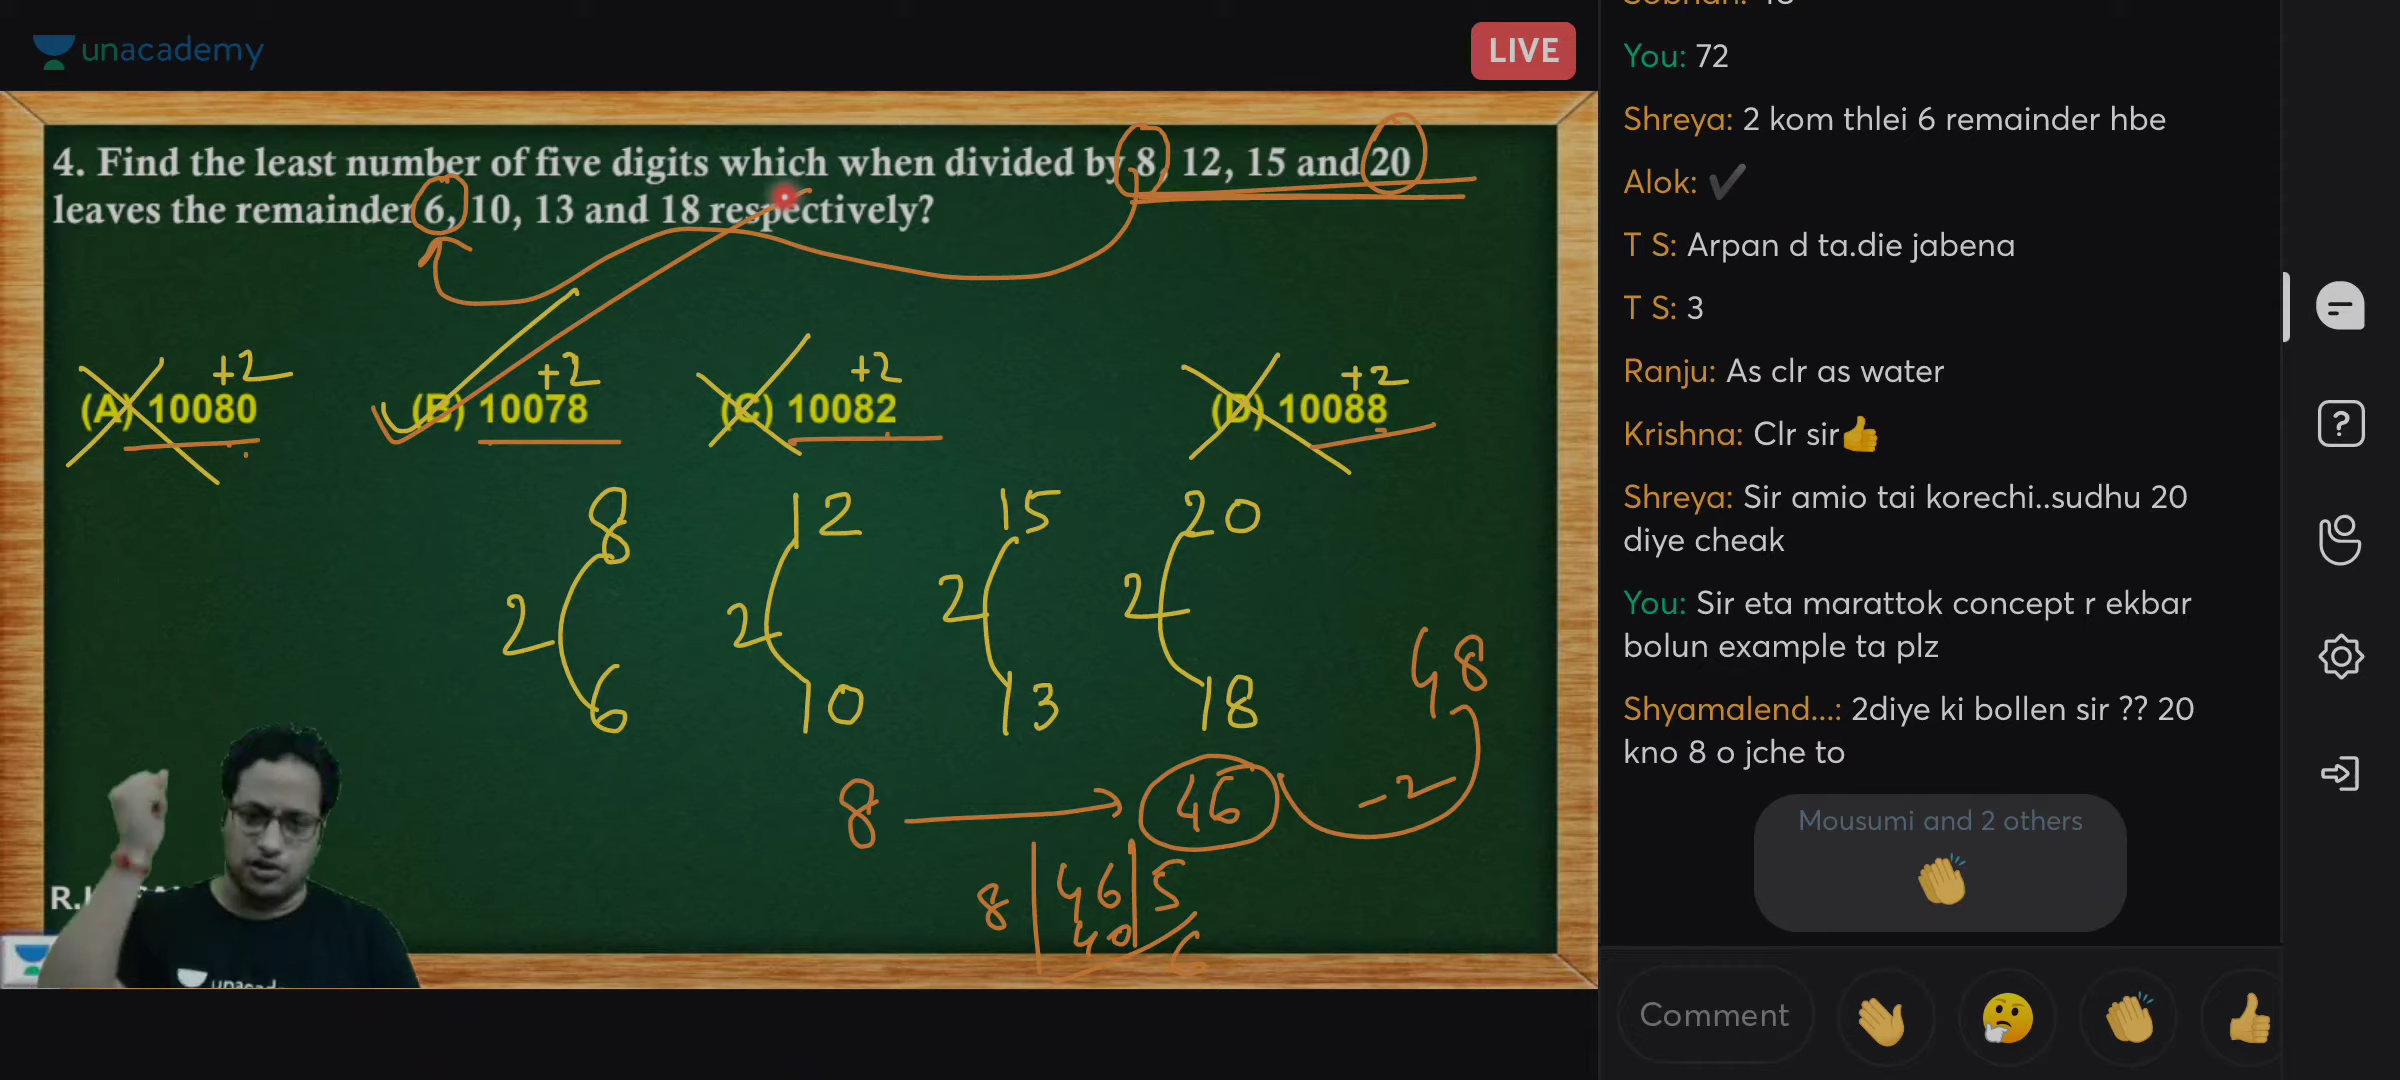 unacademy
LIVE
4. Find the least number of five digits which when divided by 8, 12, 15 and 20
leaves the remainder 6, 10, 13 and 18 respectively?
+2 +2 +2 +2
(A) 10080 (B) 10078 (C) 10082 (D) 10088
8 12 15 20
2 2 2 2
6 10 13 18
48
-2
8 46
8 46 5
40
6
R.
You: 72
Shreya: 2 kom thlei 6 remainder hbe
Alok: ✔
T S: Arpan d ta.die jabena
T S: 3
Ranju: As clr as water
Krishna: Clr sir👍
Shreya: Sir amio tai korechi..sudhu 20
diye cheak
You: Sir eta marattok concept r ekbar
bolun example ta plz
Shyamalend...: 2diye ki bollen sir ?? 20
kno 8 o jche to
Mousumi and 2 others
Comment